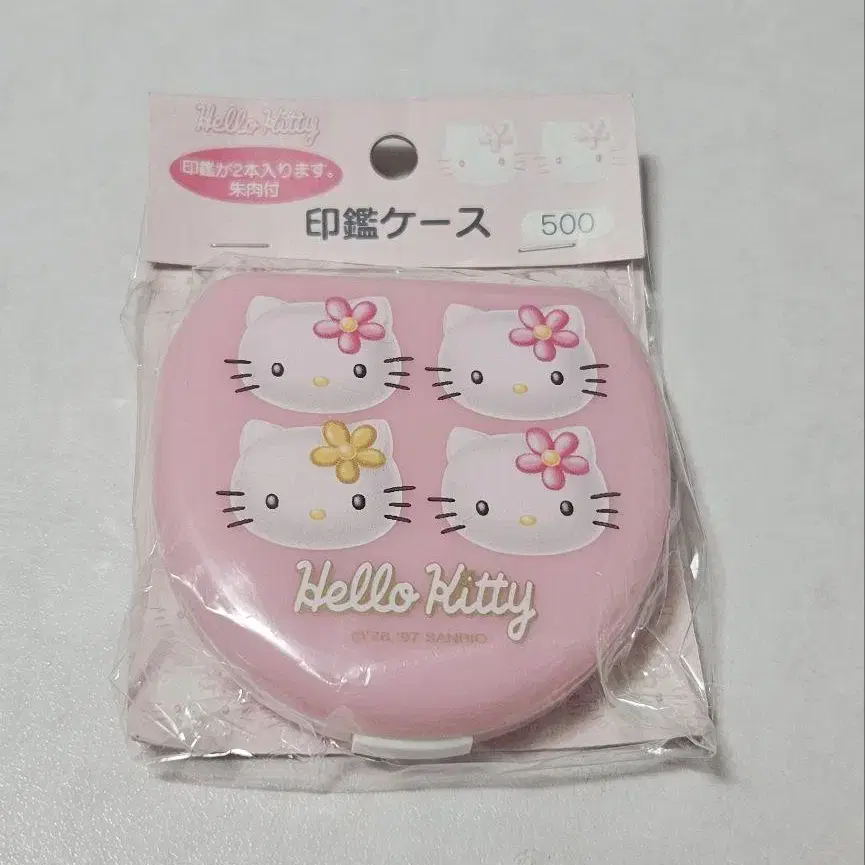 Hello Kitty
印鑑が2本入ります。
朱肉付
印鑑ケース
500
Hello Kitty
©'76, '97 SANRIO